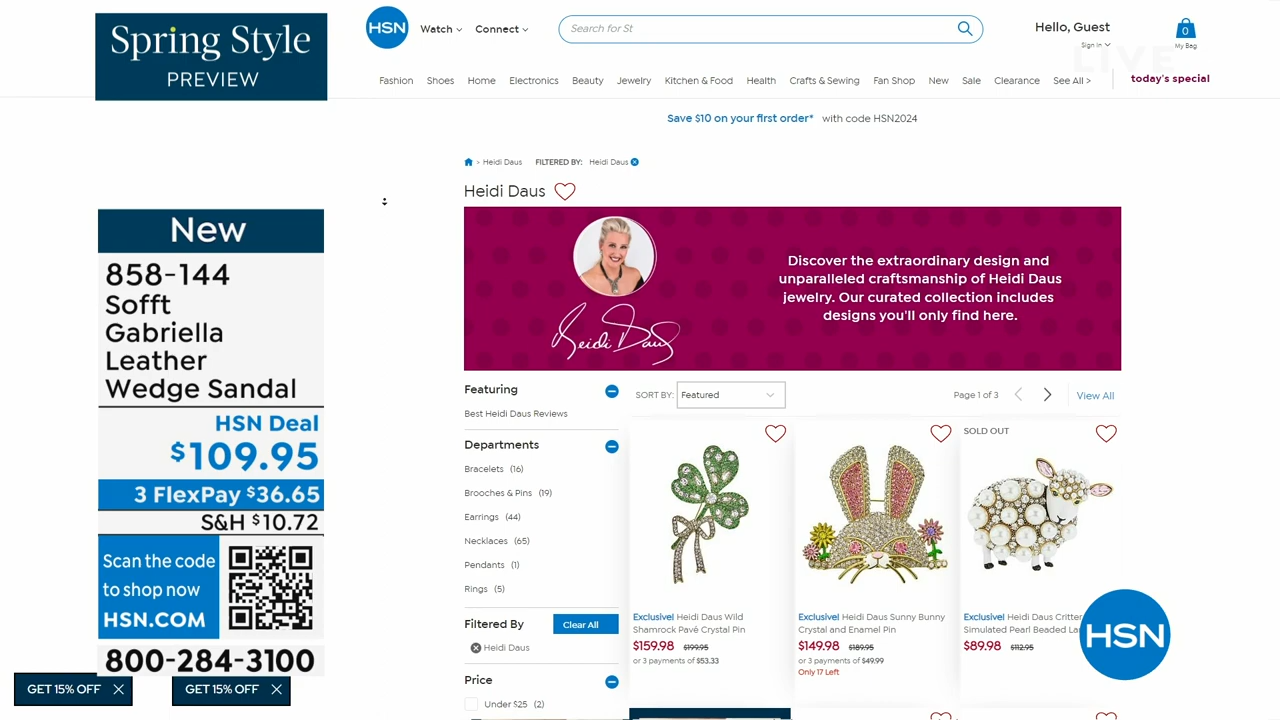 Spring Style
PREVIEW
HSN
Watch
Connect
Search for St
Hello, Guest
Sign In
0
My Bag
LIVE
Fashion Shoes Home Electronics Beauty Jewelry Kitchen & Food Health Crafts & Sewing Fan Shop New Sale Clearance See All >
today's special
Save $10 on your first order* with code HSN2024
> Heidi Daus FILTERED BY: Heidi Daus
Heidi Daus
Discover the extraordinary design and
unparalleled craftsmanship of Heidi Daus
jewelry. Our curated collection includes
designs you'll only find here.
Heidi Daus
New
858-144
Sofft
Gabriella
Leather
Wedge Sandal
HSN Deal
$109.95
3 FlexPay $36.65
S&H $10.72
Scan the code
to shop now
HSN.COM
800-284-3100
GET 15% OFF
GET 15% OFF
Featuring
Best Heidi Daus Reviews
Departments
Bracelets (16)
Brooches & Pins (19)
Earrings (44)
Necklaces (65)
Pendants (1)
Rings (5)
Filtered By
Clear All
Heidi Daus
Price
Under $25 (2)
SORT BY: Featured
Page 1 of 3
View All
Exclusive! Heidi Daus Wild
Shamrock Pavé Crystal Pin
$159.98 $199.95
or 3 payments of $53.33
Exclusive! Heidi Daus Sunny Bunny
Crystal and Enamel Pin
$149.98 $189.95
or 3 payments of $49.99
Only 17 Left
SOLD OUT
Exclusive! Heidi Daus Critter
Simulated Pearl Beaded La
$89.98 $112.95
HSN